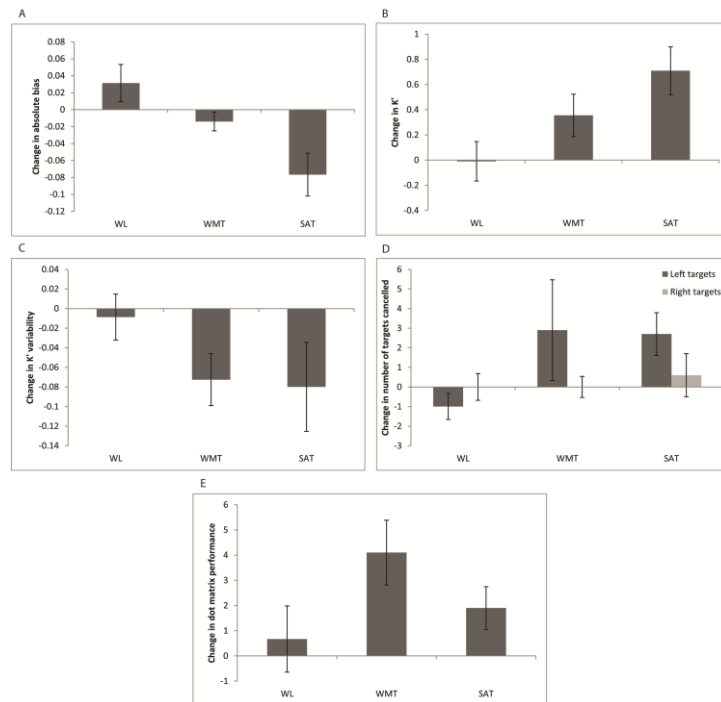 A
Change in absolute bias
0.08
0.06
0.04
0.02
0
-0.02
-0.04
-0.06
-0.08
-0.1
-0.12
WL WMT SAT
B
Change in K'
1
0.8
0.6
0.4
0.2
0
-0.2
-0.4
WL WMT SAT
C
Change in K' variability
0.04
0.02
0
-0.02
-0.04
-0.06
-0.08
-0.1
-0.12
-0.14
WL WMT SAT
D
Change in number of targets cancelled
6
5
4
3
2
1
0
-1
-2
-3
WL WMT SAT
Left targets
Right targets
E
Change in dot matrix performance
6
5
4
3
2
1
0
-1
WL WMT SAT